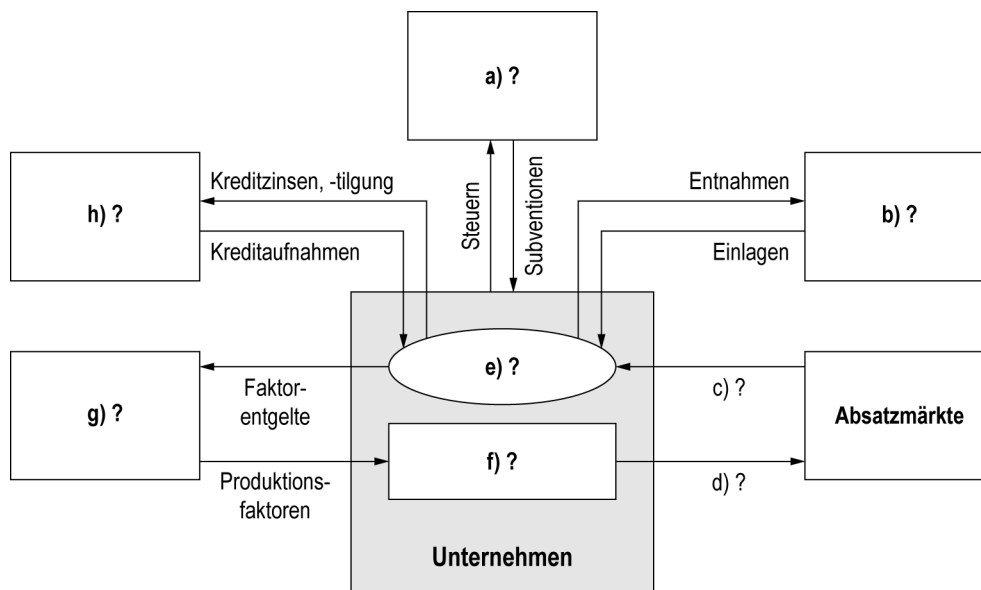 a) ?
h) ?
Kreditzinsen, -tilgung
Kreditaufnahmen
Steuern
Subventionen
Entnahmen
Einlagen
b) ?
g) ?
Faktor-
entgelte
Produktions-
faktoren
e) ?
f) ?
Unternehmen
c) ?
d) ?
Absatzmärkte